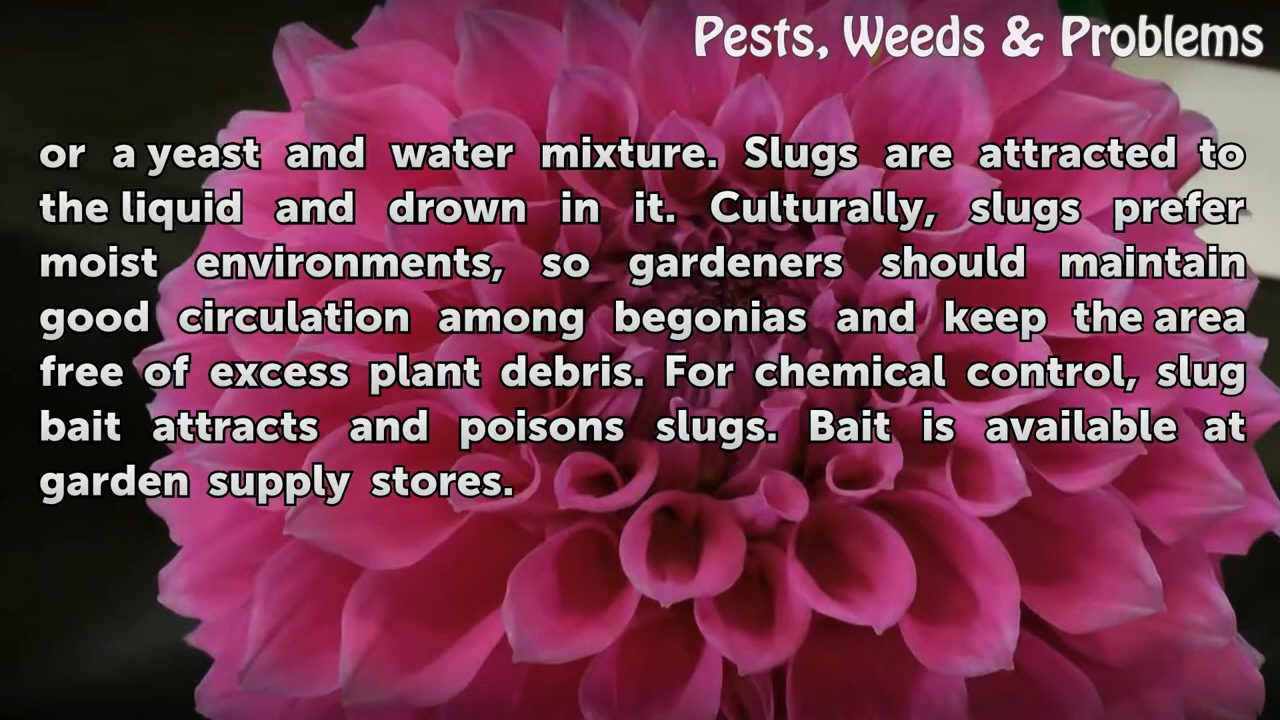 Pests, Weeds & Problems
or a yeast and water mixture. Slugs are attracted to
the liquid and drown in it. Culturally, slugs prefer
moist environments, so gardeners should maintain
good circulation among begonias and keep the area
free of excess plant debris. For chemical control, slug
bait attracts and poisons slugs. Bait is available at
garden supply stores.